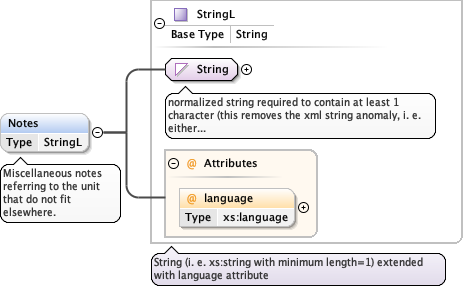 StringL
Base Type String
String
normalized string required to contain at least 1
character (this removes the xml string anomaly, i. e.
either...
Notes
Type StringL
Miscellaneous notes
referring to the unit
that do not fit
elsewhere.
@ Attributes
@ language
Type xs:language
String (i. e. xs:string with minimum length=1) extended
with language attribute